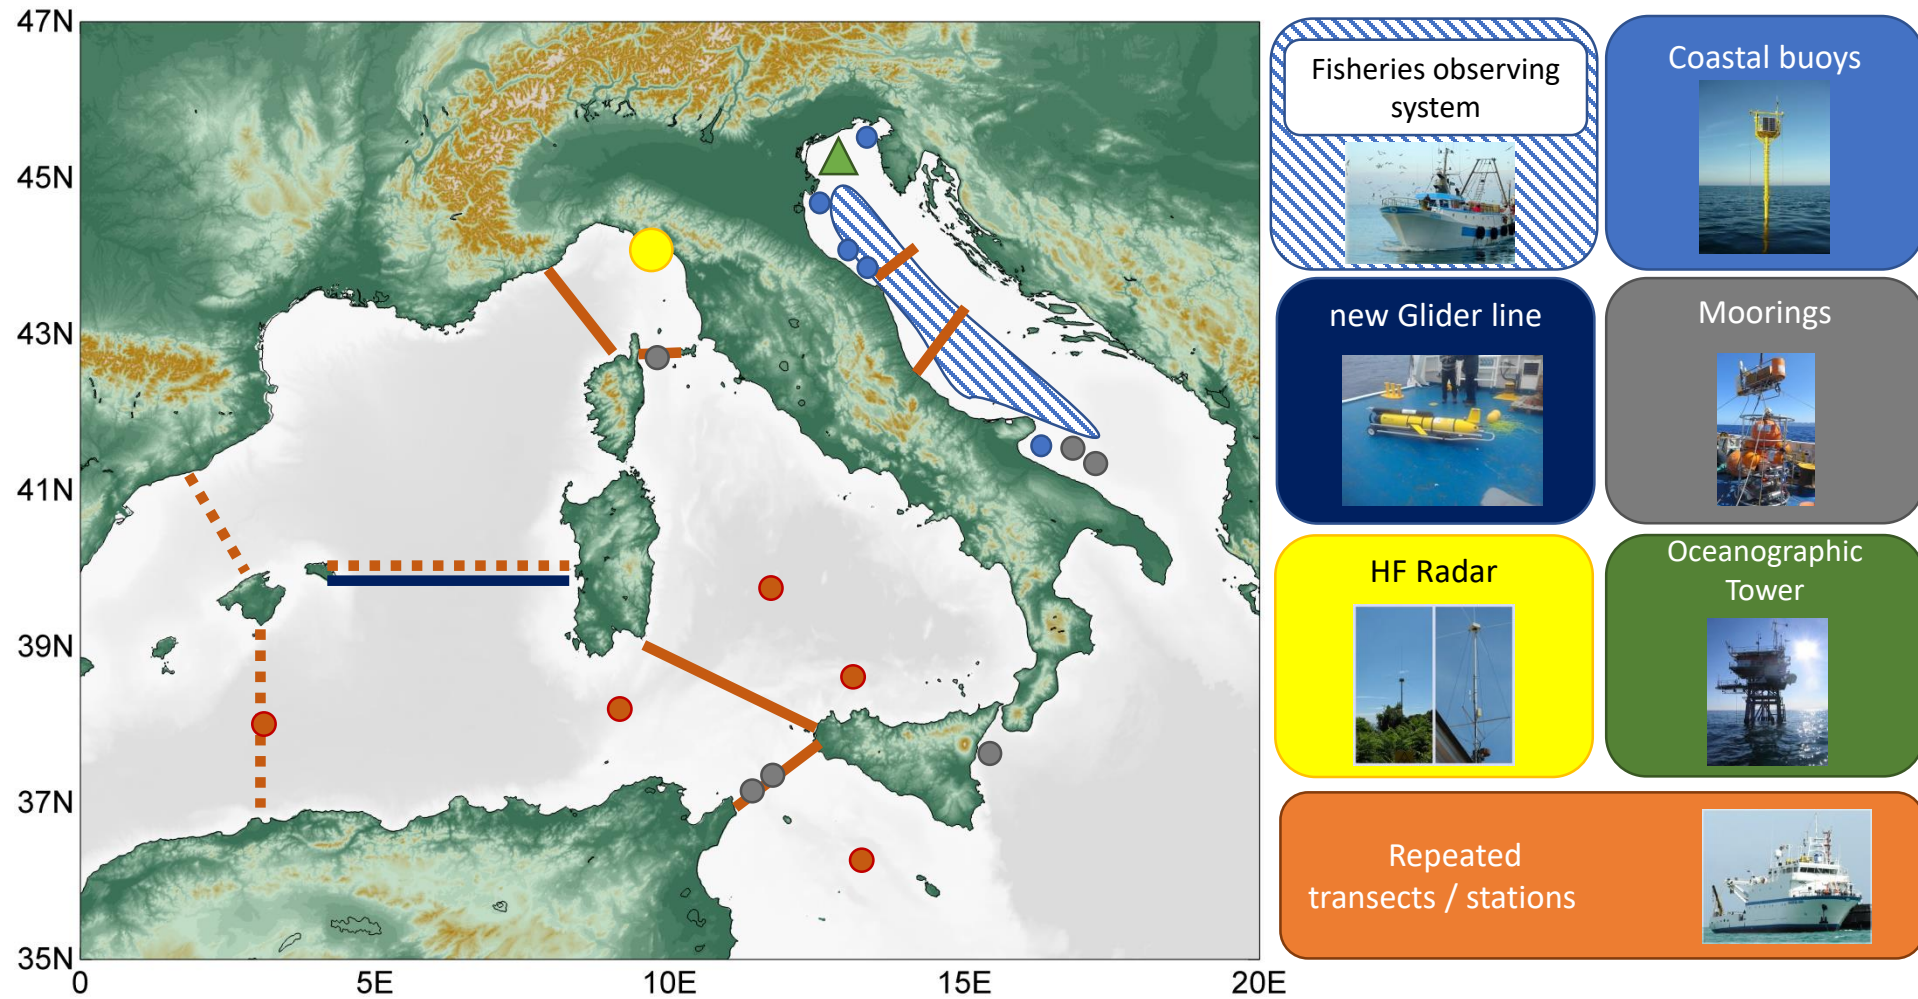 47N
45N
43N
41N
39N
37N
35N
0
5E
10E
15E
20E
Fisheries observing
system
Coastal buoys
new Glider line
Moorings
HF Radar
Oceanographic
Tower
Repeated
transects / stations